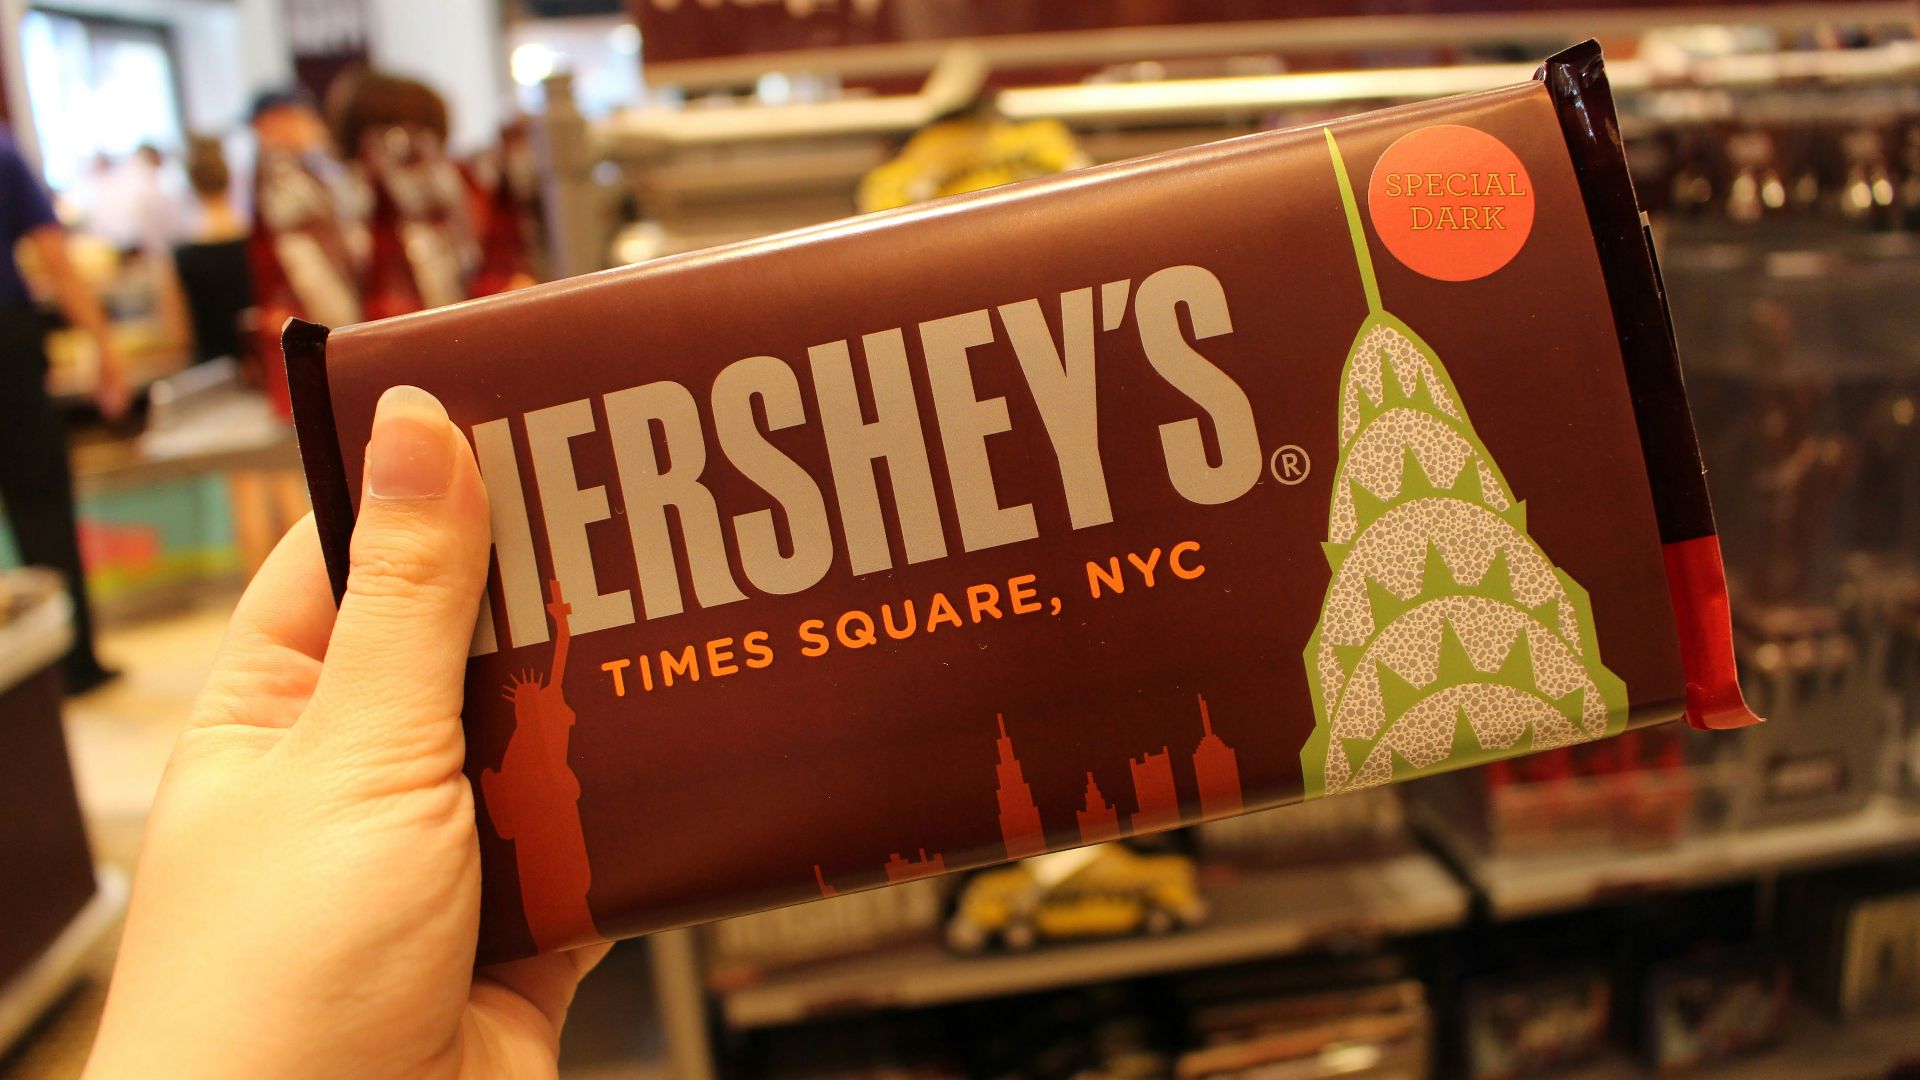 SPECIAL
DARK
HERSHEY'S®
TIMES SQUARE, NYC